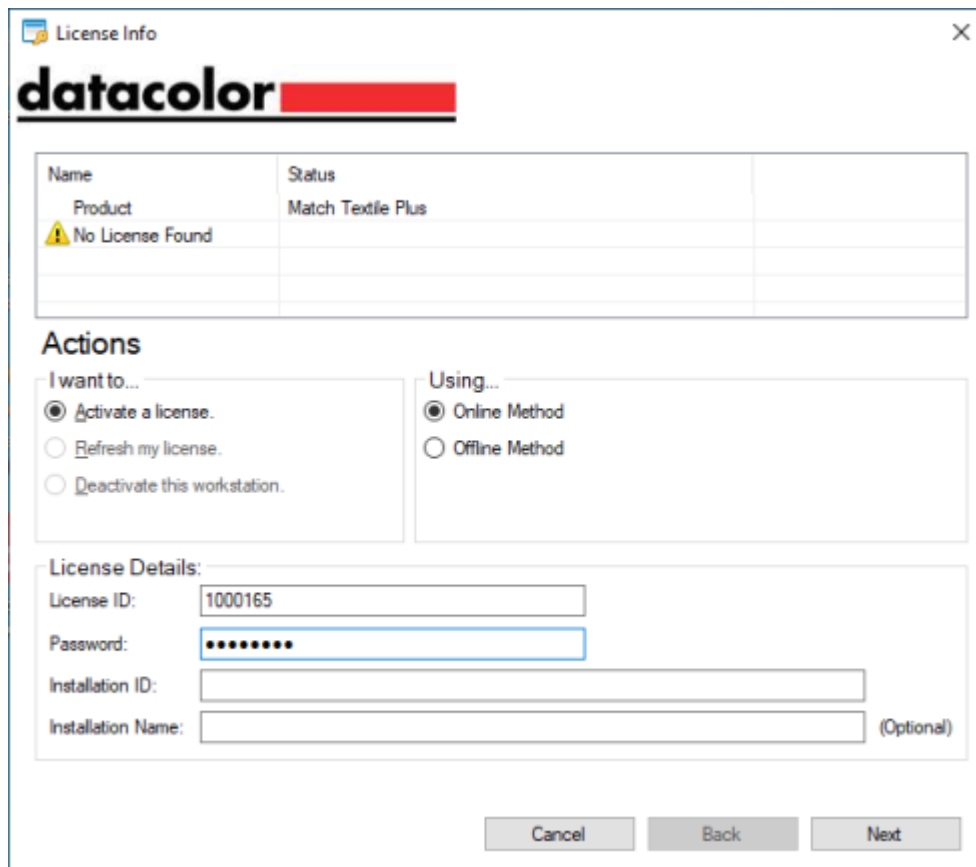 License Info
datacolor
Name Status
Product Match Textile Plus
No License Found
Actions
I want to... Using...
Activate a license. Online Method
Refresh my license. Offline Method
Deactivate this workstation.
License Details:
License ID: 1000165
Password: ••••••••
Installation ID:
Installation Name: (Optional)
Cancel Back Next